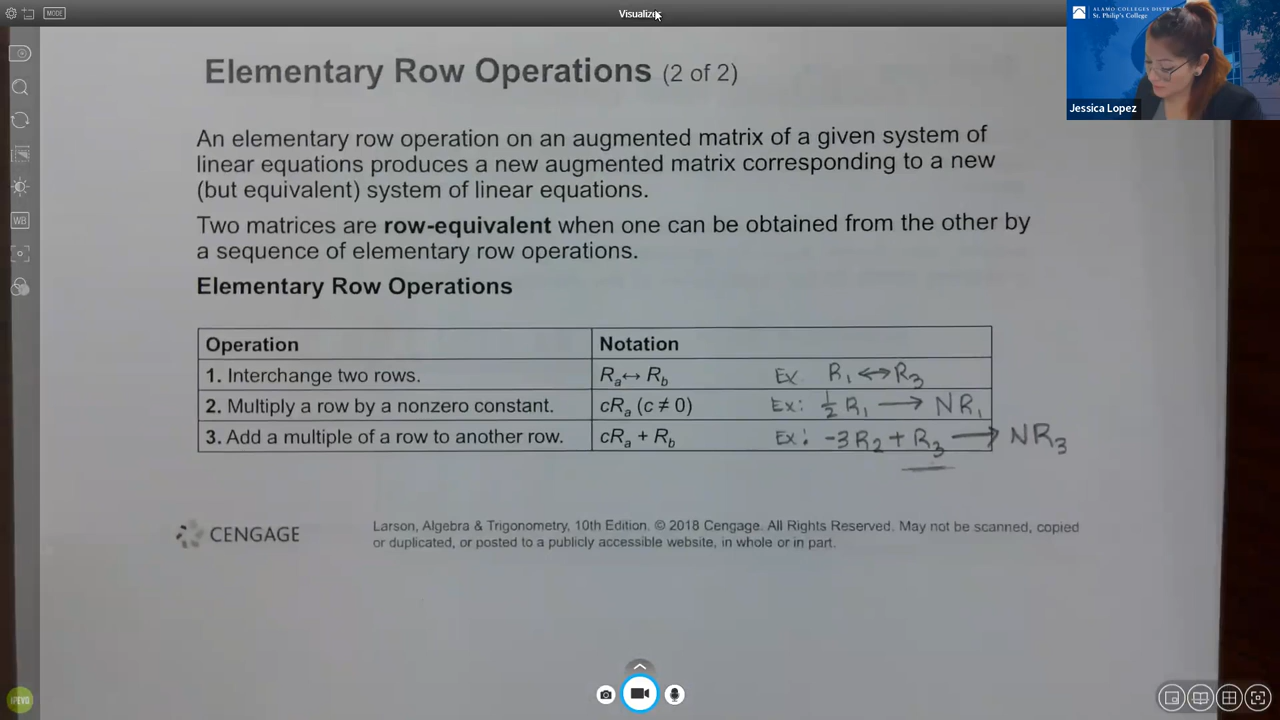 MODE
Visualizer
ALAMO COLLEGES DISTRI
St. Philip's College
Jessica Lopez
WB
Elementary Row Operations (2 of 2)
An elementary row operation on an augmented matrix of a given system of
linear equations produces a new augmented matrix corresponding to a new
(but equivalent) system of linear equations.
Two matrices are row-equivalent when one can be obtained from the other by
a sequence of elementary row operations.
Elementary Row Operations
Operation Notation
1. Interchange two rows. Rₐ ↔ R_b Ex R₁ ↔ R₃
2. Multiply a row by a nonzero constant. cRₐ (c ≠ 0) Ex: ½ R₁ → NR₁
3. Add a multiple of a row to another row. cRₐ + R_b Ex: -3R₂ + R₃ → NR₃
CENGAGE
Larson, Algebra & Trigonometry, 10th Edition. © 2018 Cengage. All Rights Reserved. May not be scanned, copied
or duplicated, or posted to a publicly accessible website, in whole or in part.
IPEVO